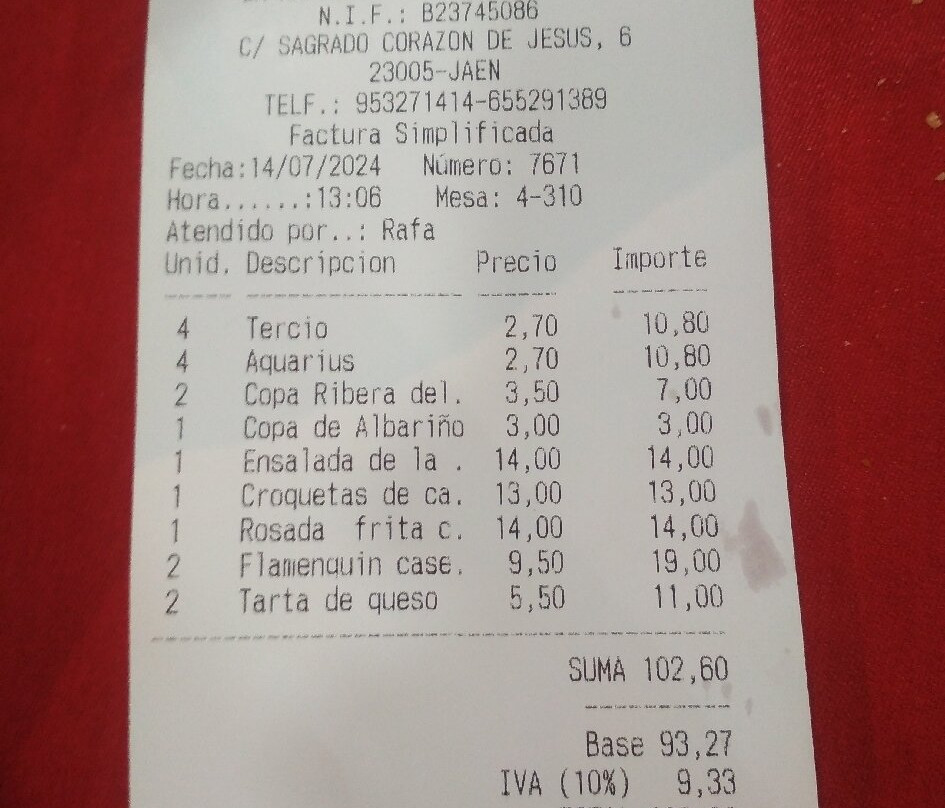 N.I.F.: B23745086
C/ SAGRADO CORAZON DE JESUS, 6
23005-JAEN
TELF.: 953271414-655291389
Factura Simplificada
Fecha:14/07/2024 Número: 7671
Hora......:13:06 Mesa: 4-310
Atendido por..: Rafa
Unid. Descripcion Precio Importe
4 Tercio 2,70 10,80
4 Aquarius 2,70 10,80
2 Copa Ribera del. 3,50 7,00
1 Copa de Albariño 3,00 3,00
1 Ensalada de la . 14,00 14,00
1 Croquetas de ca. 13,00 13,00
1 Rosada frita c. 14,00 14,00
2 Flamenquin case. 9,50 19,00
2 Tarta de queso 5,50 11,00
SUMA 102,60
Base 93,27
IVA (10%) 9,33